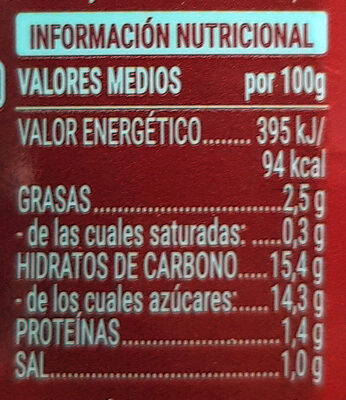 INFORMACIÓN NUTRICIONAL
VALORES MEDIOS por 100g
VALOR ENERGÉTICO........ 395 kJ/
94 kcal
GRASAS..............................2,5 g
- de las cuales saturadas: .....0,3 g
HIDRATOS DE CARBONO.....15,4 g
- de los cuales azúcares:......14,3 g
PROTEÍNAS.........................1,4 g
SAL....................................1,0 g